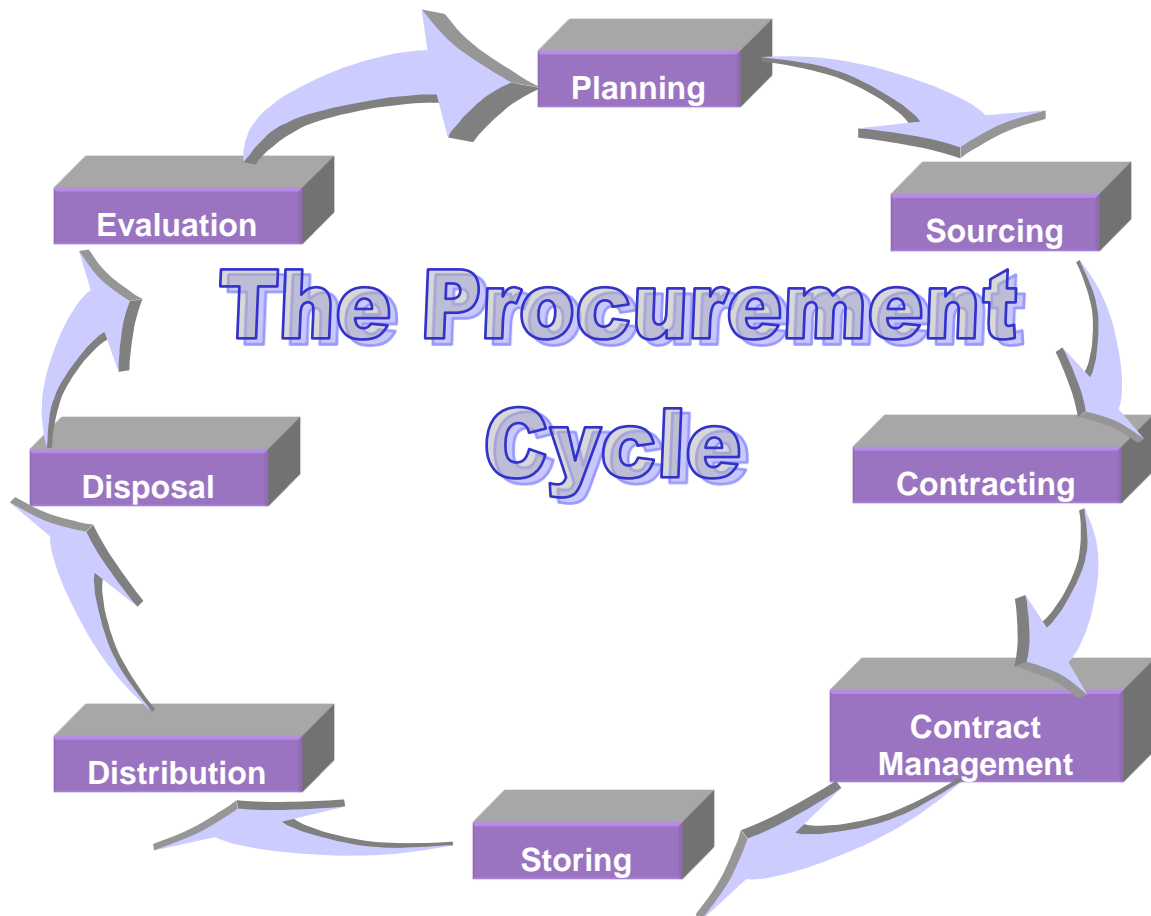 Planning
Sourcing
Evaluation
The Procurement
Cycle
Contracting
Disposal
Contract
Management
Distribution
Storing